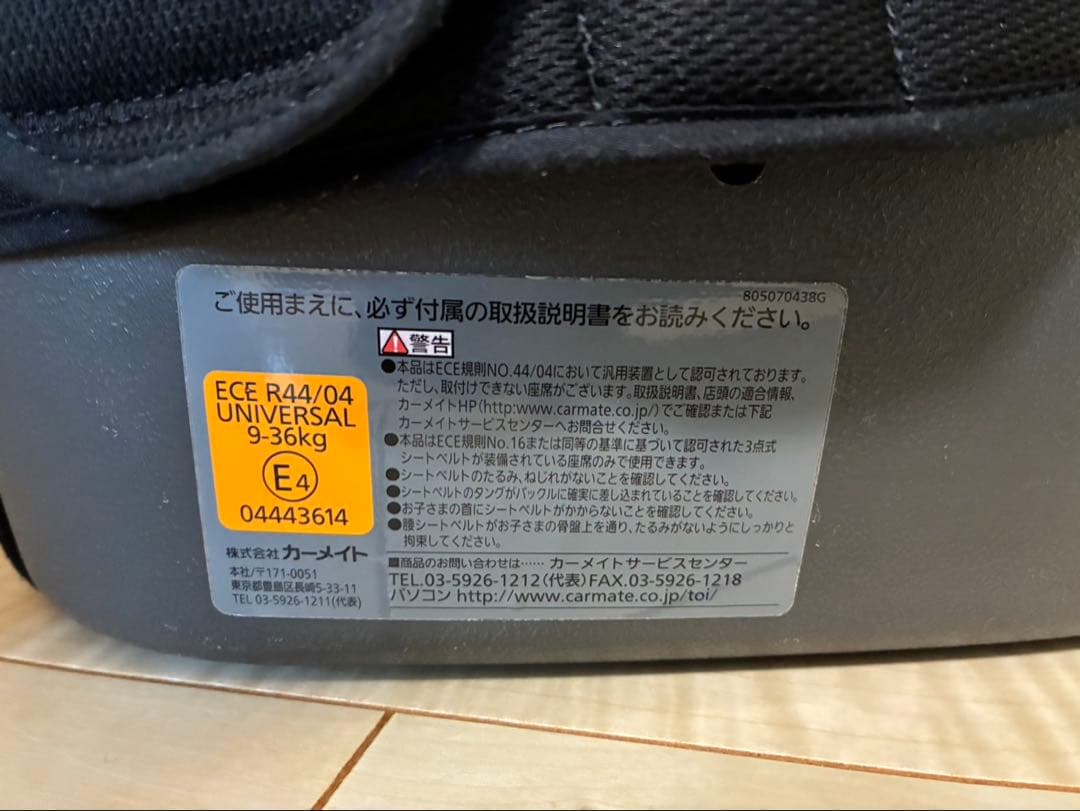 805070438G
ご使用まえに、必ず付属の取扱説明書をお読みください。
警告
●本品はECE規則NO.44/04において汎用装置として認可されております。
ただし、取付けできない座席がございます。取扱説明書、店頭の適合情報、
カーメイトHP(http:www.carmate.co.jp/)でご確認または下記
カーメイトサービスセンターへお問合せください。
●本品はECE規則No.16または同等の基準に基づいて認可された3点式
シートベルトが装備されている座席のみで使用できます。
●シートベルトのたるみ、ねじれがないことを確認してください。
●シートベルトのタングがバックルに確実に差し込まれていることを確認してください。
●お子さまの首にシートベルトがかからないことを確認してください。
●腰シートベルトがお子さまの骨盤上を通り、たるみがないようにしっかりと
拘束してください。
■商品のお問い合わせは……カーメイトサービスセンター
TEL.03-5926-1212(代表)FAX.03-5926-1218
パソコン http://www.carmate.co.jp/toi/
ECE R44/04
UNIVERSAL
9-36kg
E4
04443614
株式会社 カーメイト
本社/〒171-0051
東京都豊島区長崎5-33-11
TEL 03-5926-1211(代表)